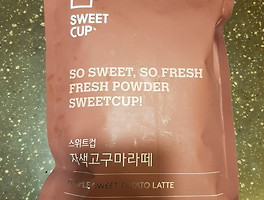 SWEET
CUP
SO SWEET, SO FRESH
FRESH POWDER
SWEETCUP!
스위트컵
자색고구마라떼
PURPLE SWEET POTATO LATTE